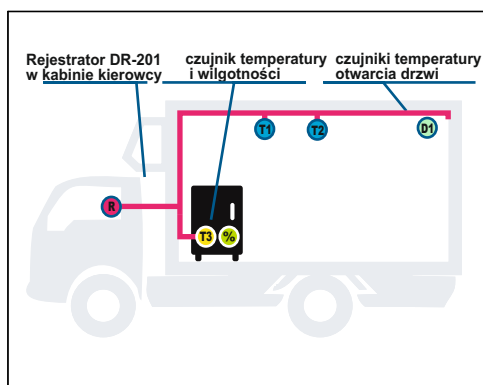 Rejestrator DR-201
w kabinie kierowcy
czujnik temperatury
i wilgotności
czujniki temperatury
otwarcia drzwi
T1
T2
D1
R
T3
%